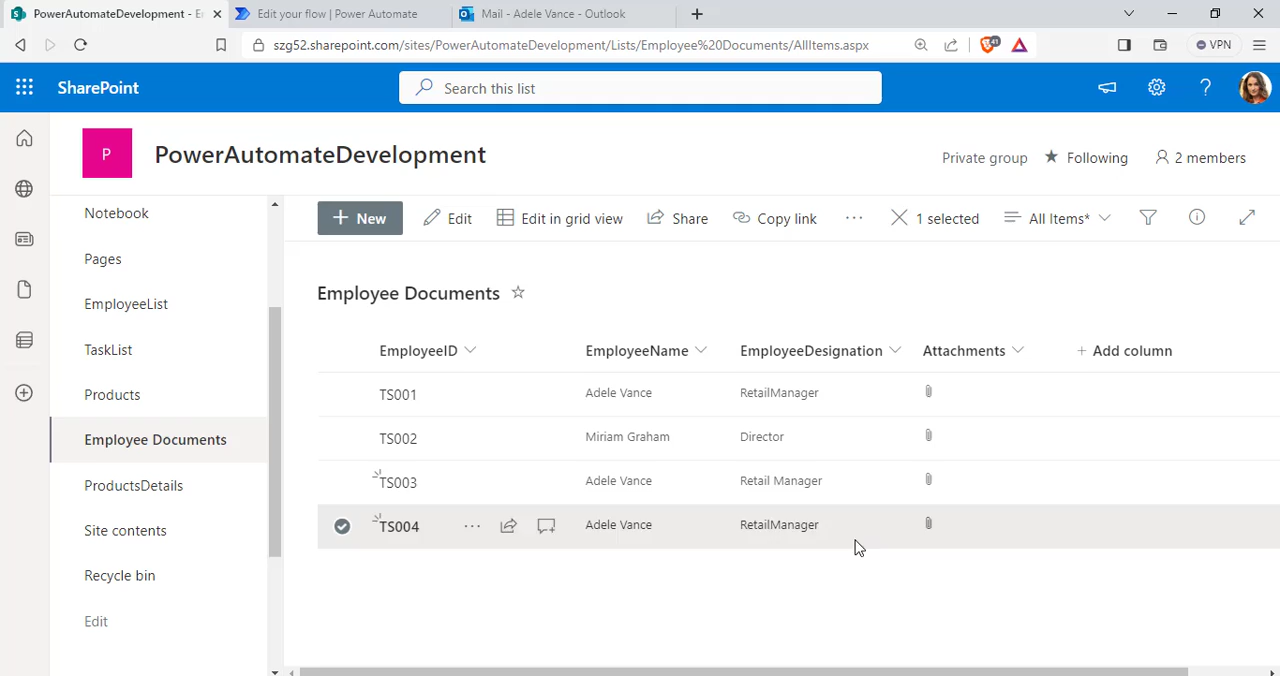 PowerAutomateDevelopment - E
Edit your flow | Power Automate
Mail - Adele Vance - Outlook
szg52.sharepoint.com/sites/PowerAutomateDevelopment/Lists/Employee%20Documents/AllItems.aspx
VPN
SharePoint
Search this list
P
PowerAutomateDevelopment
Private group
Following
2 members
Notebook
Pages
EmployeeList
TaskList
Products
Employee Documents
ProductsDetails
Site contents
Recycle bin
Edit
+ New
Edit
Edit in grid view
Share
Copy link
1 selected
All Items*
Employee Documents
EmployeeID EmployeeName EmployeeDesignation Attachments + Add column
TS001 Adele Vance RetailManager
TS002 Miriam Graham Director
TS003 Adele Vance Retail Manager
TS004 Adele Vance RetailManager